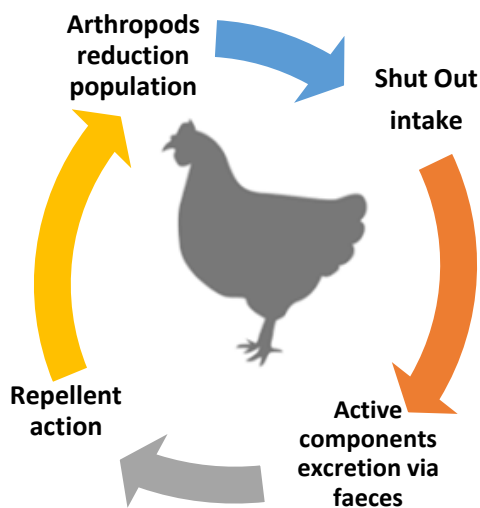 Arthropods
reduction
population
Shut Out
intake
Active
components
excretion via
faeces
Repellent
action